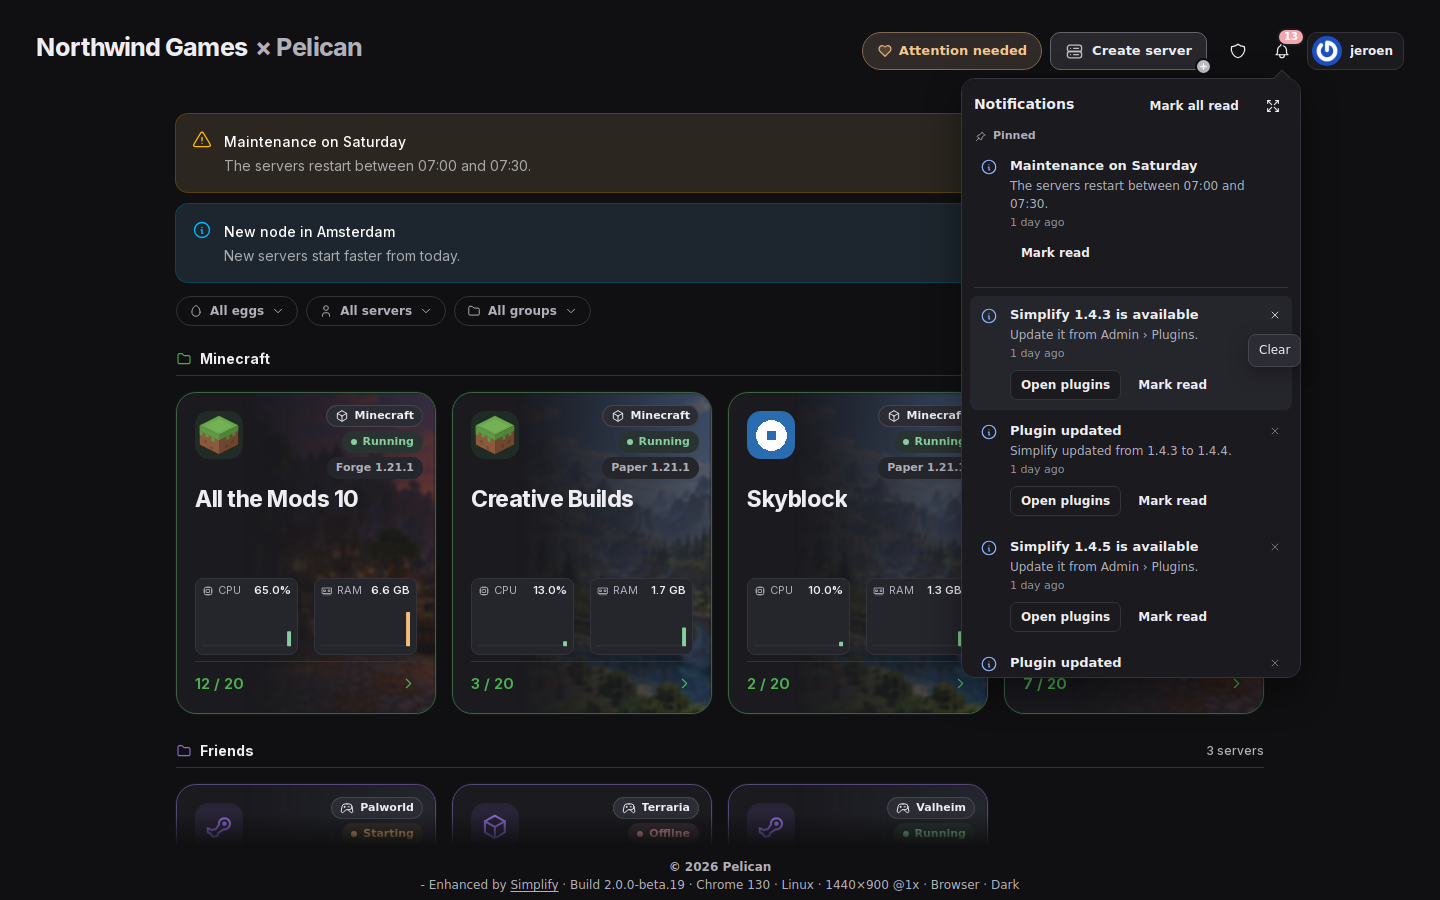 Northwind Games × Pelican
Attention needed
Create server
13
jeroen
Notifications
Mark all read
Pinned
Maintenance on Saturday
The servers restart between 07:00 and
07:30.
1 day ago
Mark read
Simplify 1.4.3 is available
Update it from Admin › Plugins.
1 day ago
Clear
Open plugins
Mark read
Plugin updated
Simplify updated from 1.4.3 to 1.4.4.
1 day ago
Open plugins
Mark read
Simplify 1.4.5 is available
Update it from Admin › Plugins.
1 day ago
Open plugins
Mark read
Plugin updated
Maintenance on Saturday
The servers restart between 07:00 and 07:30.
New node in Amsterdam
New servers start faster from today.
All eggs
All servers
All groups
Minecraft
Minecraft
Running
Forge 1.21.1
All the Mods 10
CPU 65.0%
RAM 6.6 GB
12 / 20
Minecraft
Running
Paper 1.21.1
Creative Builds
CPU 13.0%
RAM 1.7 GB
3 / 20
Minecraft
Running
Paper 1.21.1
Skyblock
CPU 10.0%
RAM 1.3 GB
2 / 20
7 / 20
Friends
3 servers
Palworld
Starting
Terraria
Offline
Valheim
Running
© 2026 Pelican
- Enhanced by Simplify · Build 2.0.0-beta.19 · Chrome 130 · Linux · 1440×900 @1x · Browser · Dark